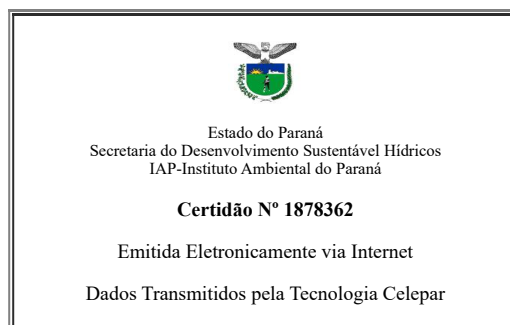 Estado do Paraná
Secretaria do Desenvolvimento Sustentável Hídricos
IAP-Instituto Ambiental do Paraná
Certidão Nº 1878362
Emitida Eletronicamente via Internet
Dados Transmitidos pela Tecnologia Celepar